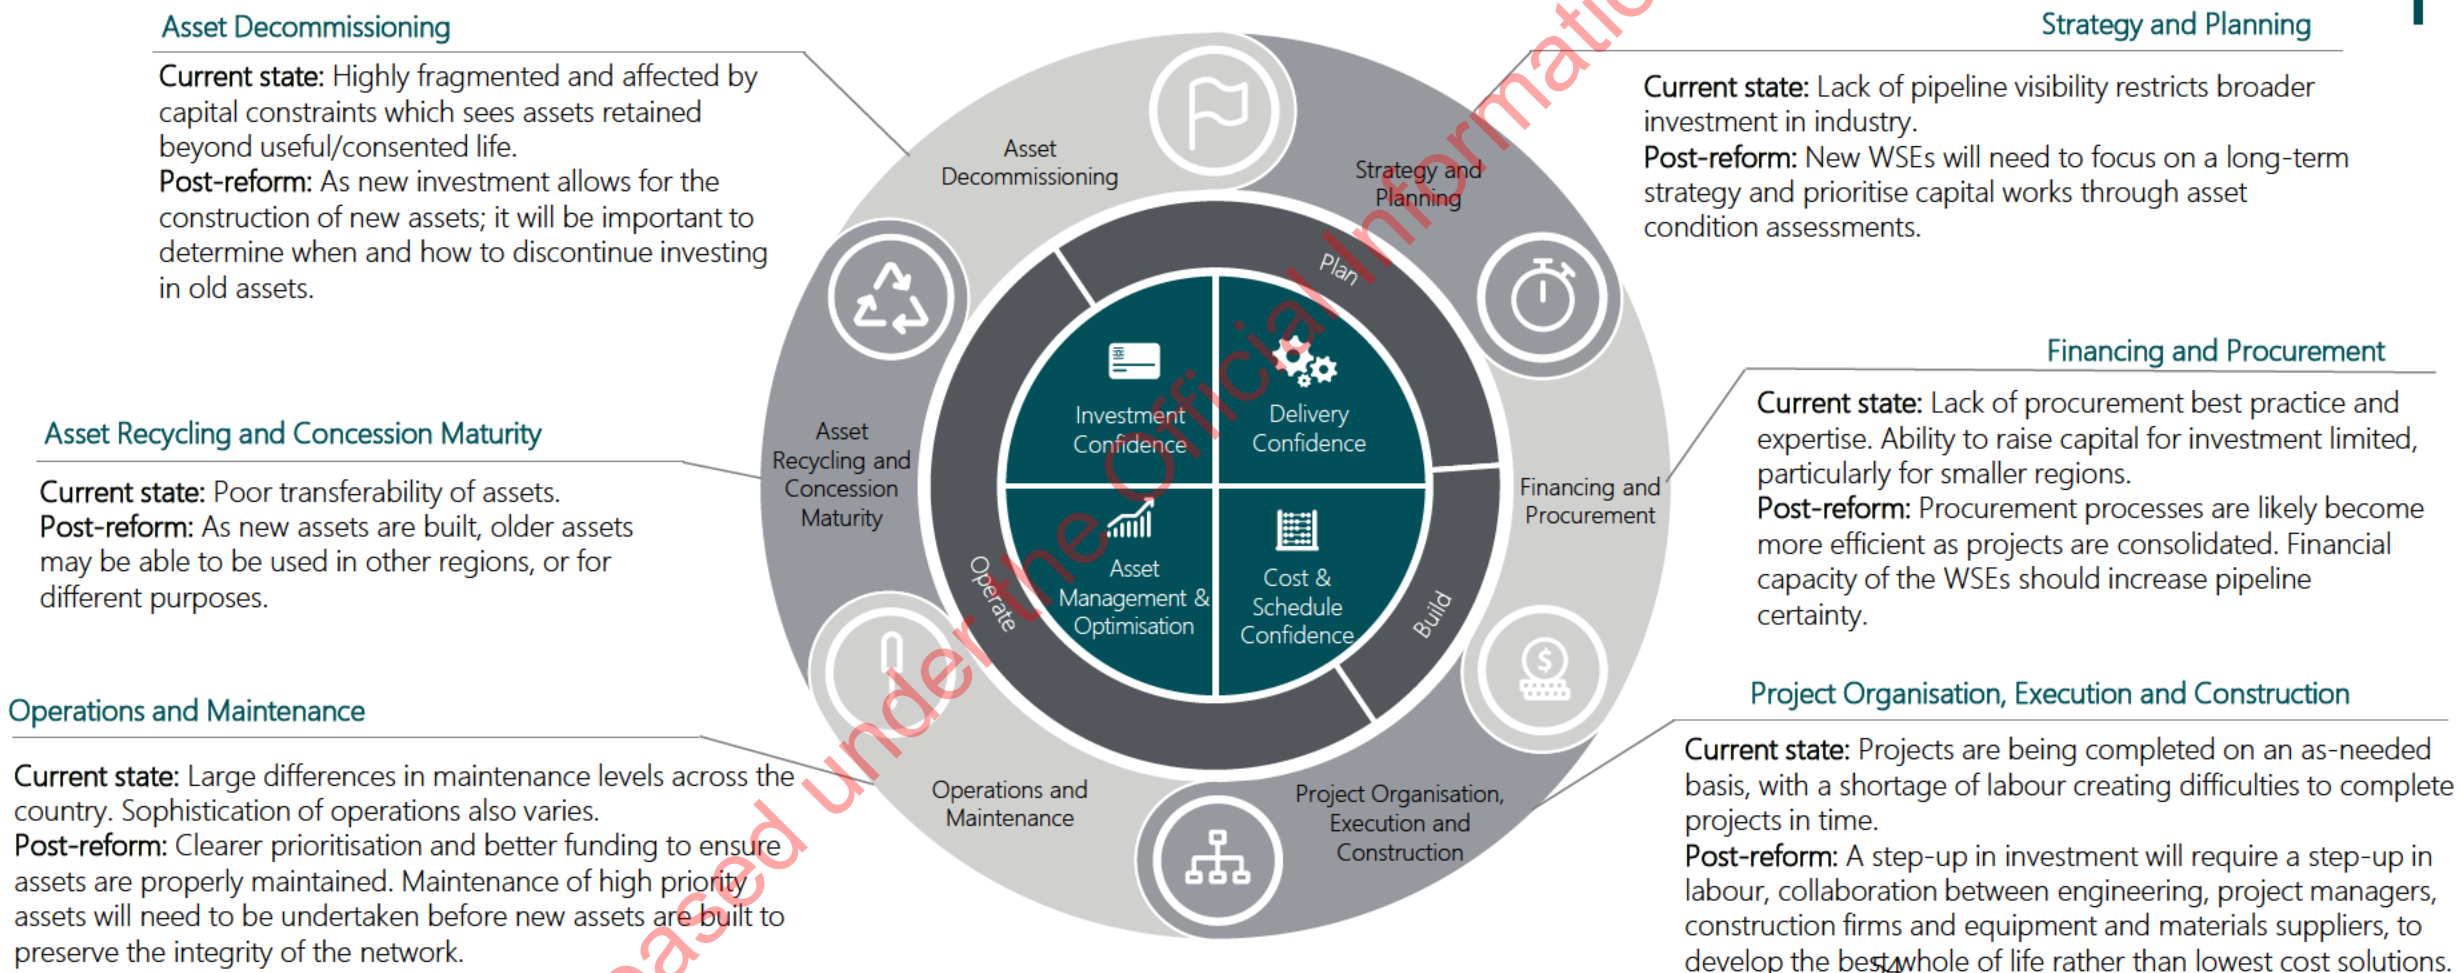 Asset Decommissioning
Current state: Highly fragmented and affected by
capital constraints which sees assets retained
beyond useful/consented life.
Post-reform: As new investment allows for the
construction of new assets; it will be important to
determine when and how to discontinue investing
in old assets.
Asset Recycling and Concession Maturity
Current state: Poor transferability of assets.
Post-reform: As new assets are built, older assets
may be able to be used in other regions, or for
different purposes.
Operations and Maintenance
Current state: Large differences in maintenance levels across the
country. Sophistication of operations also varies.
Post-reform: Clearer prioritisation and better funding to ensure
assets are properly maintained. Maintenance of high priority
assets will need to be undertaken before new assets are built to
preserve the integrity of the network.
Asset
Decommissioning
Strategy and
Planning
Asset
Recycling and
Concession
Maturity
Financing and
Procurement
Operations and
Maintenance
Project Organisation,
Execution and
Construction
Plan
Build
Operate
Investment
Confidence
Delivery
Confidence
Asset
Management &
Optimisation
Cost &
Schedule
Confidence
$
Strategy and Planning
Current state: Lack of pipeline visibility restricts broader
investment in industry.
Post-reform: New WSEs will need to focus on a long-term
strategy and prioritise capital works through asset
condition assessments.
Financing and Procurement
Current state: Lack of procurement best practice and
expertise. Ability to raise capital for investment limited,
particularly for smaller regions.
Post-reform: Procurement processes are likely become
more efficient as projects are consolidated. Financial
capacity of the WSEs should increase pipeline
certainty.
Project Organisation, Execution and Construction
Current state: Projects are being completed on an as-needed
basis, with a shortage of labour creating difficulties to complete
projects in time.
Post-reform: A step-up in investment will require a step-up in
labour, collaboration between engineering, project managers,
construction firms and equipment and materials suppliers, to
develop the best whole of life rather than lowest cost solutions.
54
ased under the Official Informatio